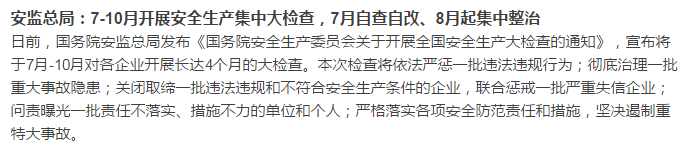 安监总局：7-10月开展安全生产集中大检查，7月自查自改、8月起集中整治
日前，国务院安监总局发布《国务院安全生产委员会关于开展全国安全生产大检查的通知》，宣布将
于7月-10月对各企业开展长达4个月的大检查。本次检查将依法严惩一批违法违规行为；彻底治理一批
重大事故隐患；关闭取缔一批违法违规和不符合安全生产条件的企业，联合惩戒一批严重失信企业；
问责曝光一批责任不落实、措施不力的单位和个人；严格落实各项安全防范责任和措施，坚决遏制重
特大事故。